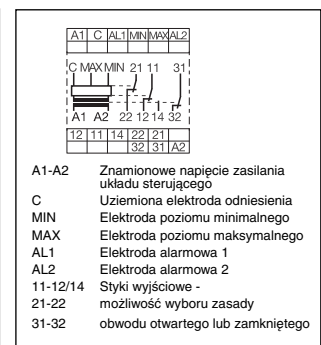 A1 C AL1 MIN MAX AL2
C MAX MIN 21 11 31
A1 A2 22 12 14 32
12 11 14 22 21
32 31 A2
A1-A2 Znamionowe napięcie zasilania
układu sterującego
C Uziemiona elektroda odniesienia
MIN Elektroda poziomu minimalnego
MAX Elektroda poziomu maksymalnego
AL1 Elektroda alarmowa 1
AL2 Elektroda alarmowa 2
11-12/14 Styki wyjściowe -
21-22 możliwość wyboru zasady
31-32 obwodu otwartego lub zamkniętego